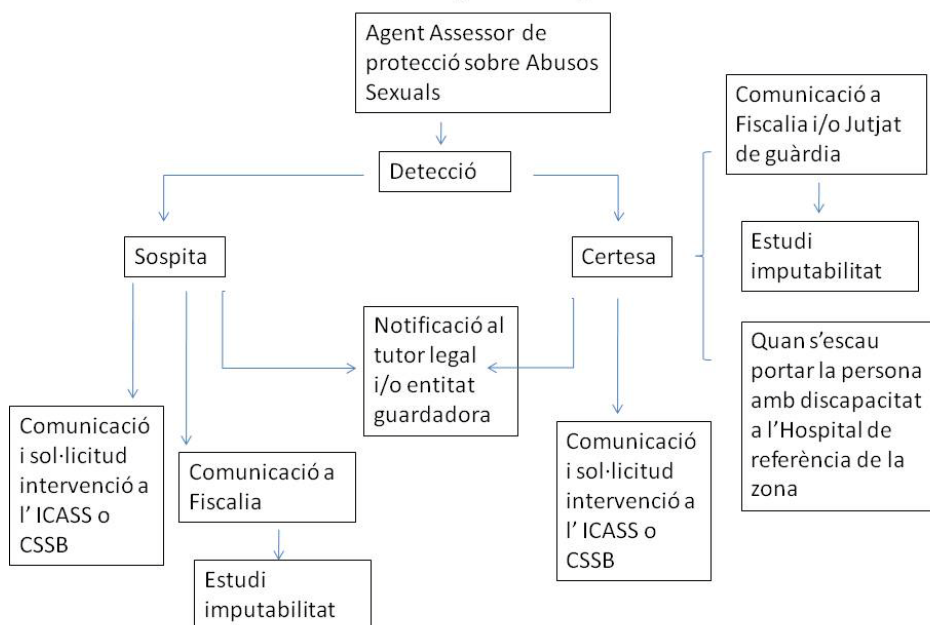 Agent Assessor de
protecció sobre Abusos
Sexuals
Detecció
Sospita
Certesa
Comunicació a
Fiscalia i/o Jutjat
de guàrdia
Estudi
imputabilitat
Quan s'escau
portar la persona
amb discapacitat
a l'Hospital de
referència de la
zona
Notificació al
tutor legal
i/o entitat
guardadora
Comunicació
i sol·licitud
intervenció a
l' ICASS o
CSSB
Comunicació a
Fiscalia
Estudi
imputabilitat
Comunicació
i sol·licitud
intervenció a
l' ICASS o
CSSB